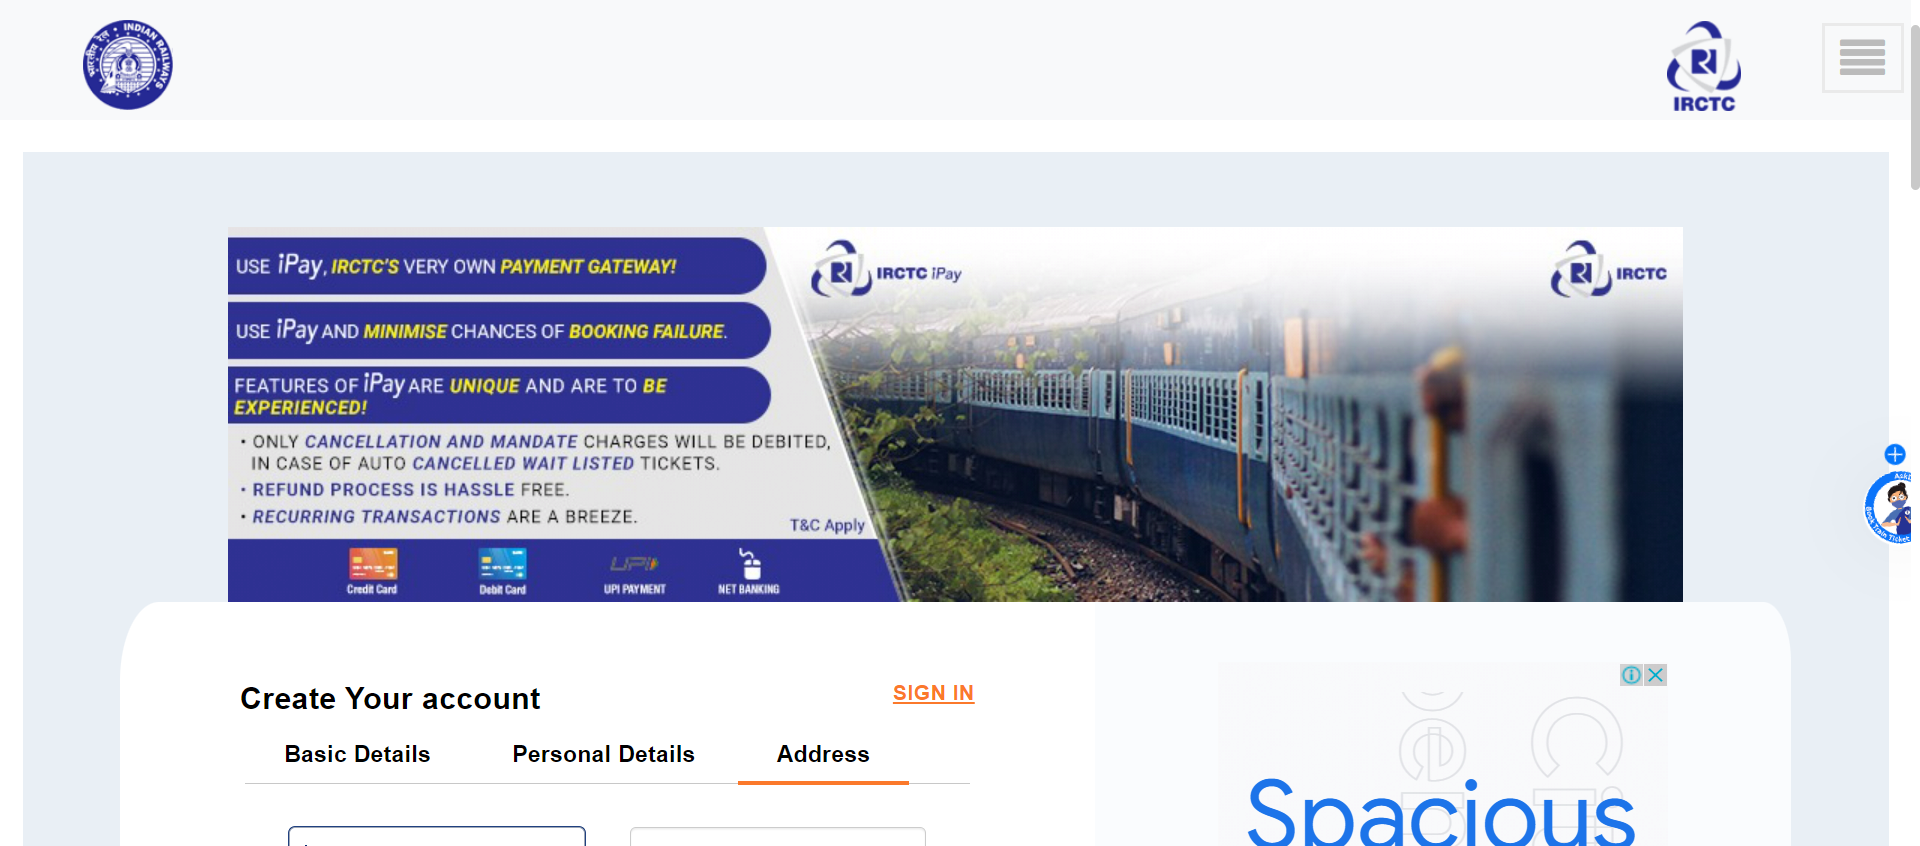 भारतीय रेल • INDIAN RAILWAYS
IRCTC
USE iPay, IRCTC'S VERY OWN PAYMENT GATEWAY!
USE iPay AND MINIMISE CHANCES OF BOOKING FAILURE.
FEATURES OF iPay ARE UNIQUE AND ARE TO BE
EXPERIENCED!
• ONLY CANCELLATION AND MANDATE CHARGES WILL BE DEBITED,
IN CASE OF AUTO CANCELLED WAIT LISTED TICKETS.
• REFUND PROCESS IS HASSLE FREE.
• RECURRING TRANSACTIONS ARE A BREEZE.
T&C Apply
Credit Card
Debit Card
UPI
UPI PAYMENT
NET BANKING
IRCTC iPay
IRCTC
Book Train Ticket
Create Your account
SIGN IN
Basic Details
Personal Details
Address
Spacious